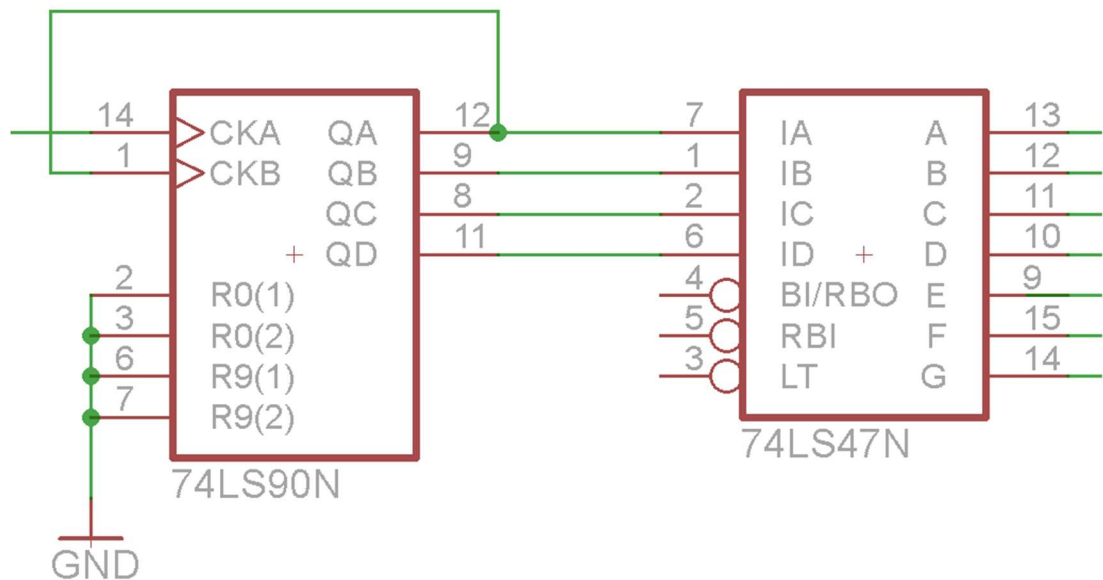 14 CKA QA 12 7 IA A 13
1 CKB QB 9 1 IB B 12
QC 8 2 IC C 11
QD 11 6 ID D 10
2 R0(1) 4 BI/RBO E 9
3 R0(2) 5 RBI F 15
6 R9(1) 3 LT G 14
7 R9(2)
74LS47N
74LS90N
GND